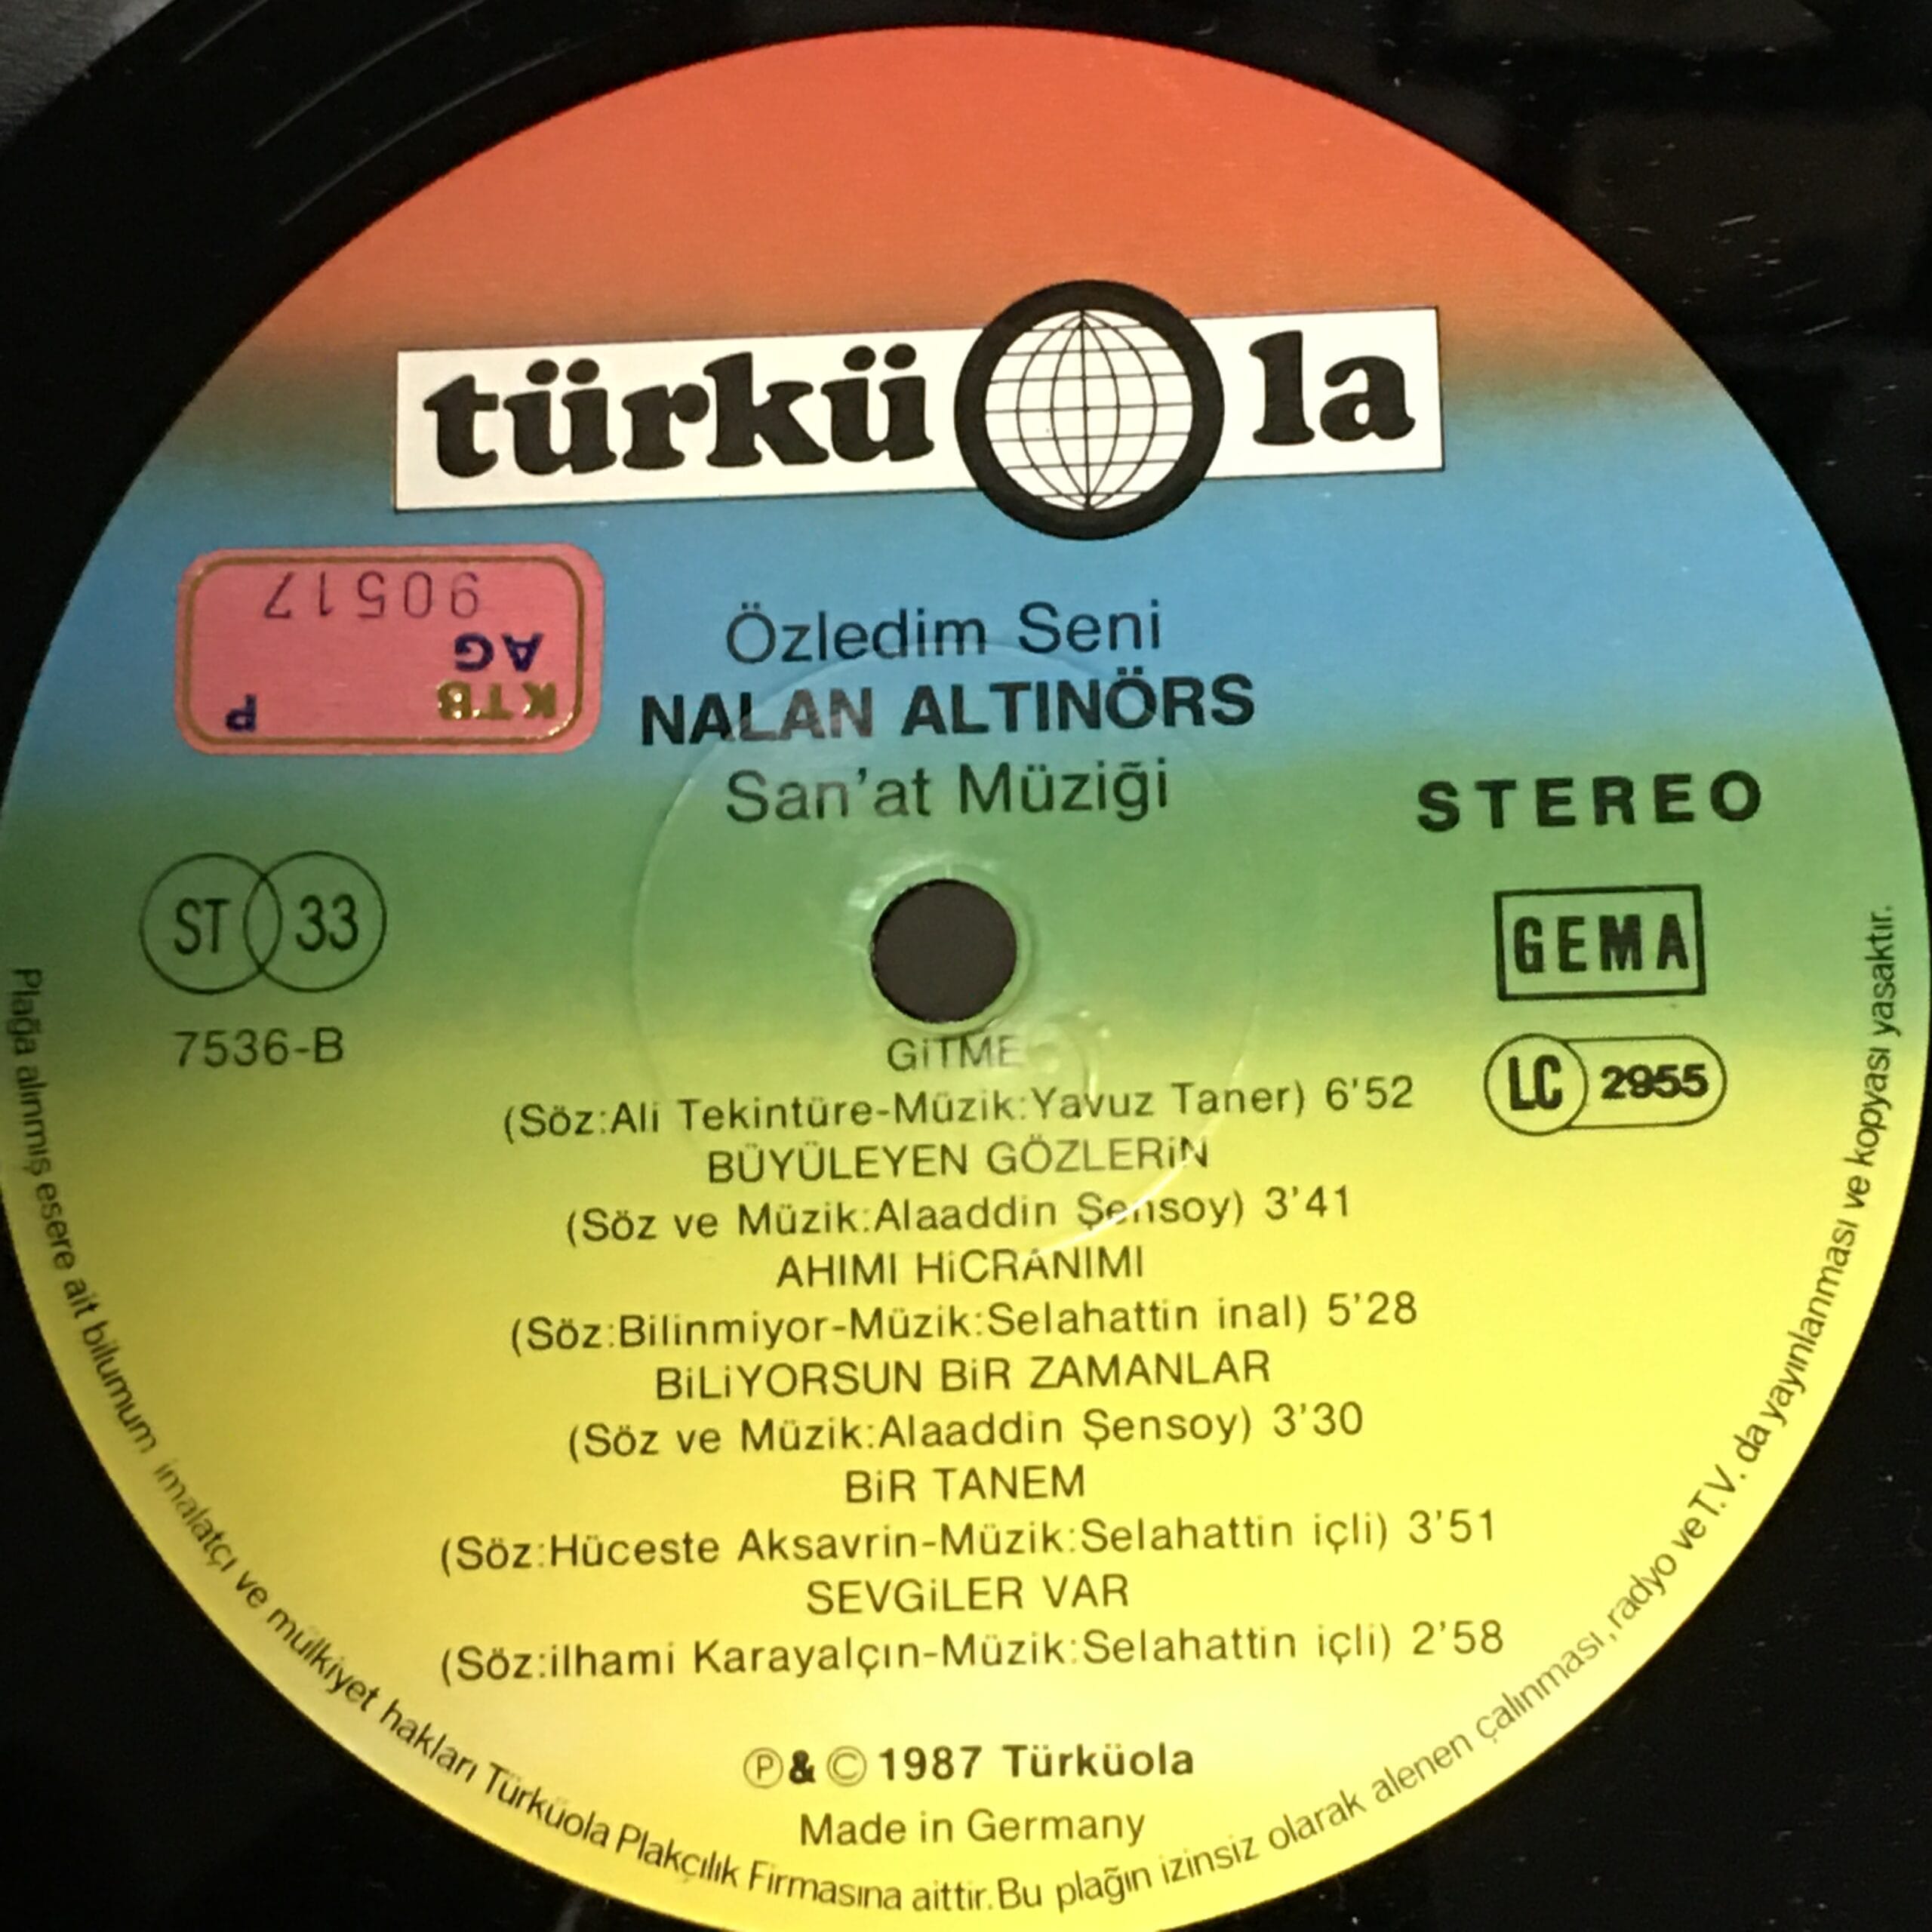 türküola
90517
AG
KTB P
Özledim Seni
NALAN ALTINÖRS
San'at Müziği
STEREO
ST 33
GEMA
7536-B
LC 2955
GiTME
(Söz:Ali Tekintüre-Müzik:Yavuz Taner) 6'52
BÜYÜLEYEN GÖZLERiN
(Söz ve Müzik:Alaaddin Şensoy) 3'41
AHIMI HiCRANIMI
(Söz:Bilinmiyor-Müzik:Selahattin inal) 5'28
BiLiYORSUN BiR ZAMANLAR
(Söz ve Müzik:Alaaddin Şensoy) 3'30
BiR TANEM
(Söz:Hüceste Aksavrin-Müzik:Selahattin içli) 3'51
SEVGiLER VAR
(Söz:ilhami Karayalçın-Müzik:Selahattin içli) 2'58
Ⓟ&© 1987 Türküola
Made in Germany
Plağa alınmış esere ait bilumum imalatçı ve mülkiyet hakları Türküola Plakçılık Firmasına aittir. Bu plağın izinsiz olarak alenen çalınması, radyo ve T.V. da yayınlanması ve kopyası yasaktır.